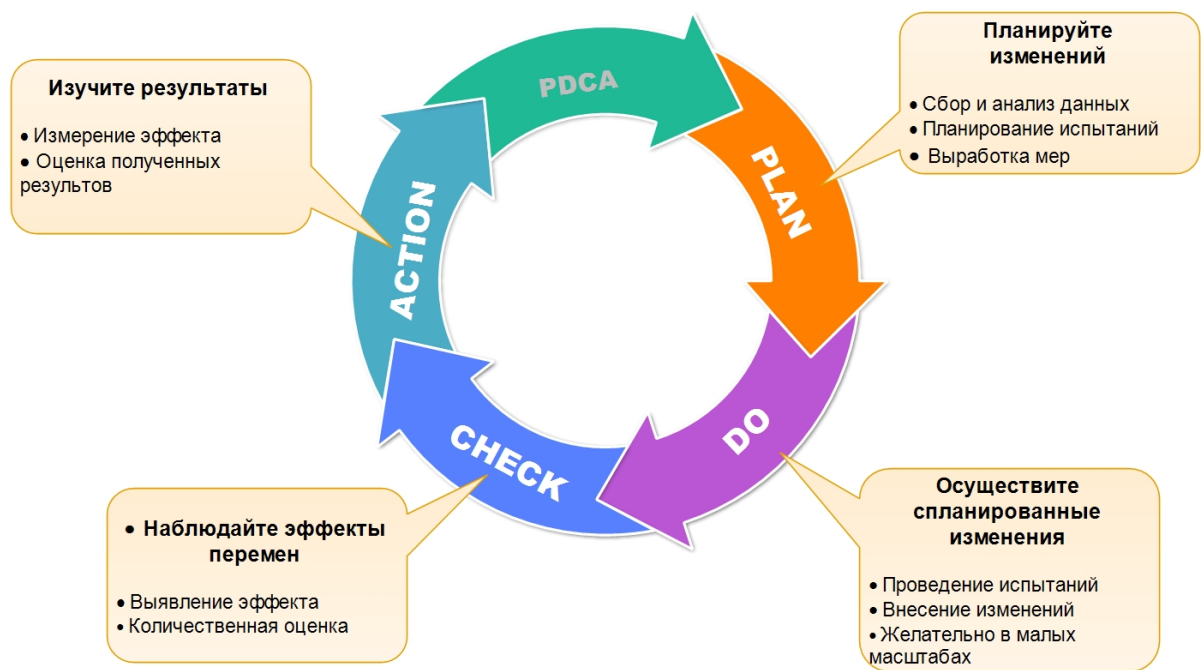 PDCA
Планируйте
изменений
• Сбор и анализ данных
• Планирование испытаний
• Выработка мер
PLAN
DO
Осуществите
спланированные
изменения
• Проведение испытаний
• Внесение изменений
• Желательно в малых
масштабах
CHECK
• Наблюдайте эффекты
перемен
• Выявление эффекта
• Количественная оценка
ACTION
Изучите результаты
• Измерение эффекта
• Оценка полученных
резултов